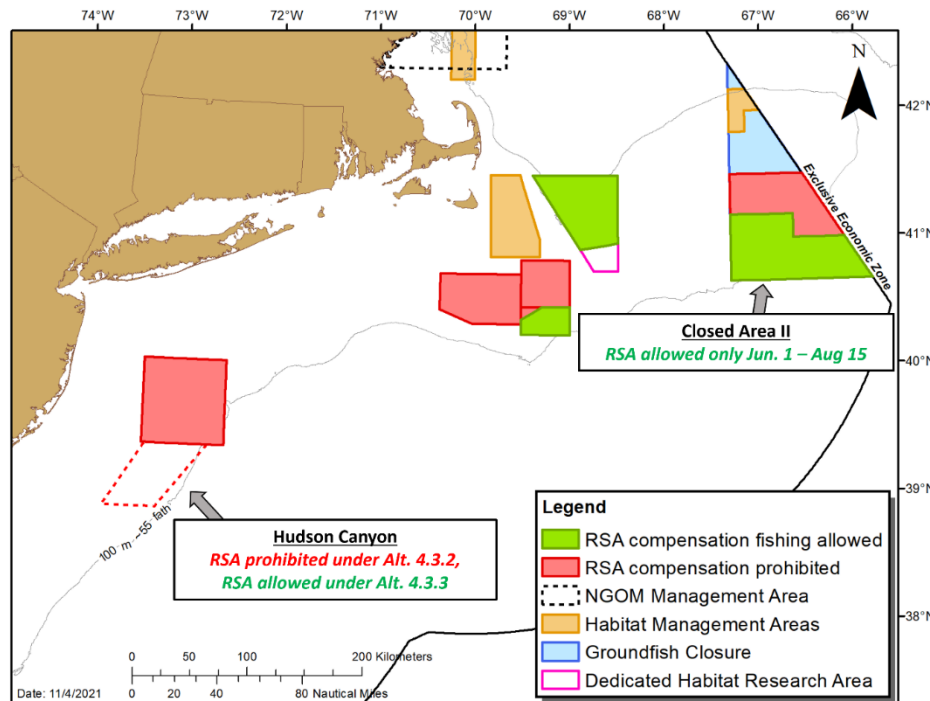 74°W 73°W 72°W 71°W 70°W 69°W 68°W 67°W 66°W
N
42°N
Exclusive Economic Zone
41°N
Closed Area II
RSA allowed only Jun. 1 – Aug 15
40°N
39°N
100 m ~55 fath
Hudson Canyon
RSA prohibited under Alt. 4.3.2,
RSA allowed under Alt. 4.3.3
38°N
Legend
RSA compensation fishing allowed
RSA compensation prohibited
NGOM Management Area
Habitat Management Areas
Groundfish Closure
Dedicated Habitat Research Area
0 50 100 200 Kilometers
0 20 40 80 Nautical Miles
Date: 11/4/2021